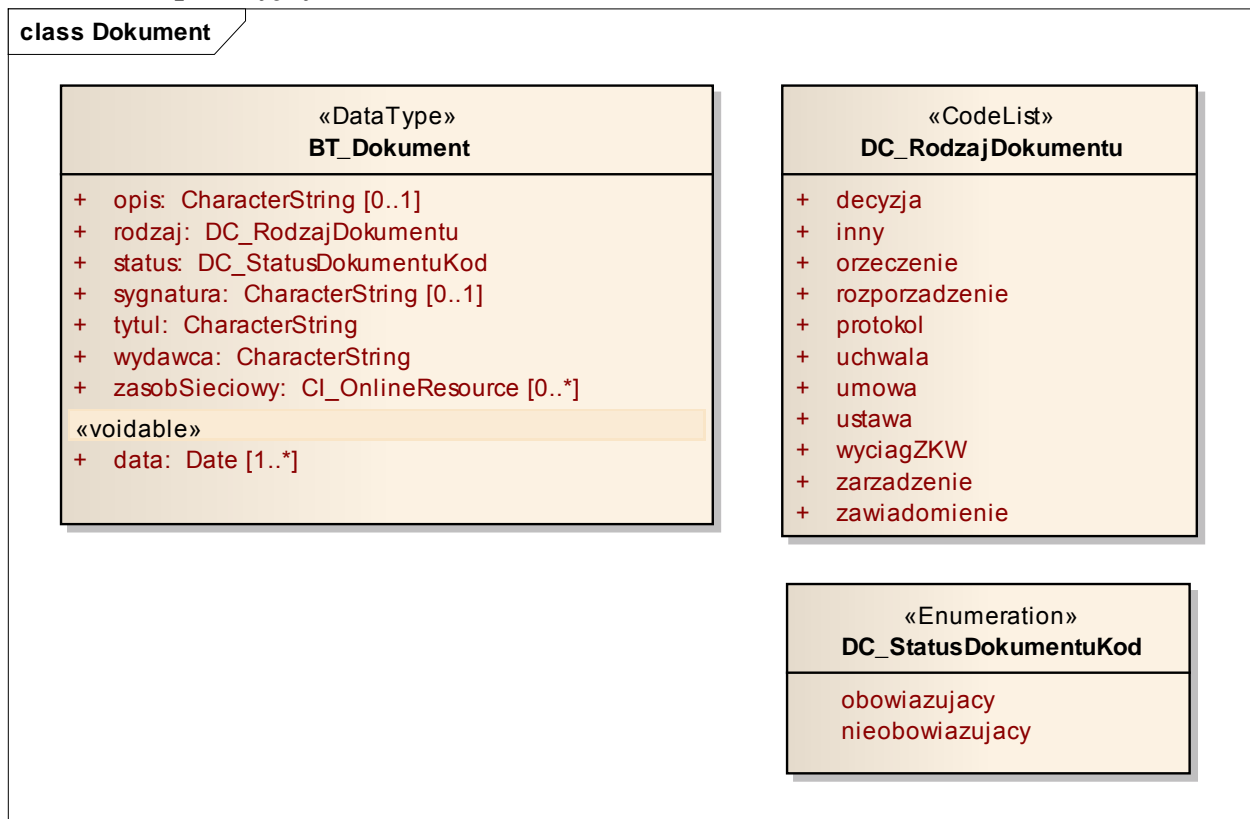 class Dokument
«DataType»
BT_Dokument
+ opis: CharacterString [0..1]
+ rodzaj: DC_RodzajDokumentu
+ status: DC_StatusDokumentuKod
+ sygnatura: CharacterString [0..1]
+ tytul: CharacterString
+ wydawca: CharacterString
+ zasobSieciowy: CI_OnlineResource [0..*]
«voidable»
+ data: Date [1..*]
«CodeList»
DC_RodzajDokumentu
+ decyzja
+ inny
+ orzeczenie
+ rozporzadzenie
+ protokol
+ uchwala
+ umowa
+ ustawa
+ wyciagZKW
+ zarzadzenie
+ zawiadomienie
«Enumeration»
DC_StatusDokumentuKod
obowiazujacy
nieobowiazujacy